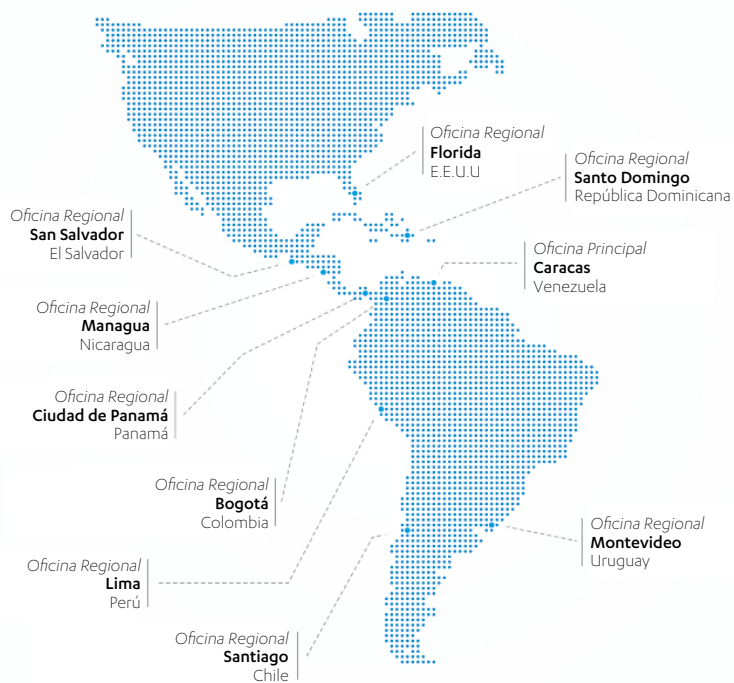 Oficina Regional
Florida
E.E.U.U
Oficina Regional
Santo Domingo
República Dominicana
Oficina Regional
San Salvador
El Salvador
Oficina Principal
Caracas
Venezuela
Oficina Regional
Managua
Nicaragua
Oficina Regional
Ciudad de Panamá
Panamá
Oficina Regional
Bogotá
Colombia
Oficina Regional
Montevideo
Uruguay
Oficina Regional
Lima
Perú
Oficina Regional
Santiago
Chile